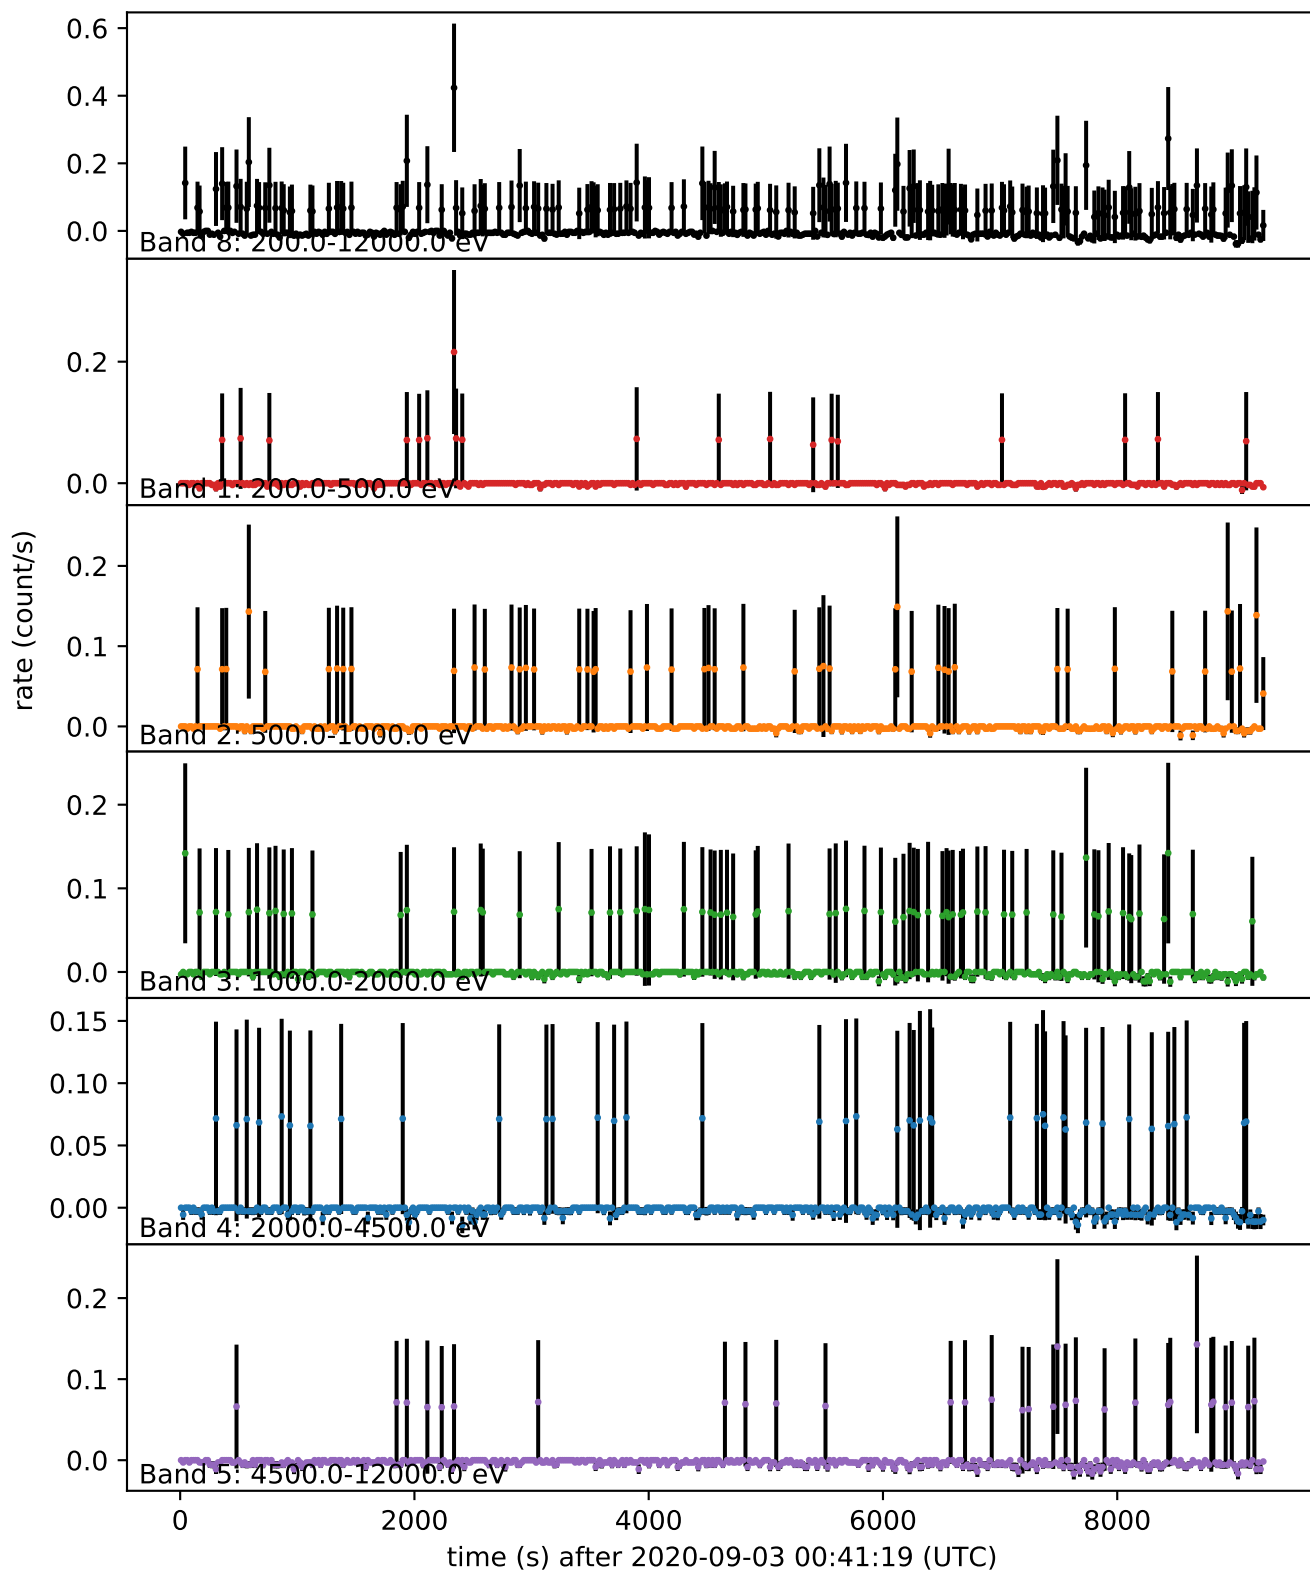 0.6
0.4
0.2
0.0
Band 8: 200.0-12000.0 eV
0.2
0.0
Band 1: 200.0-500.0 eV
rate (count/s)
0.2
0.1
0.0
Band 2: 500.0-1000.0 eV
0.2
0.1
0.0
Band 3: 1000.0-2000.0 eV
0.15
0.10
0.05
0.00
Band 4: 2000.0-4500.0 eV
0.2
0.1
0.0
Band 5: 4500.0-12000.0 eV
0 2000 4000 6000 8000
time (s) after 2020-09-03 00:41:19 (UTC)